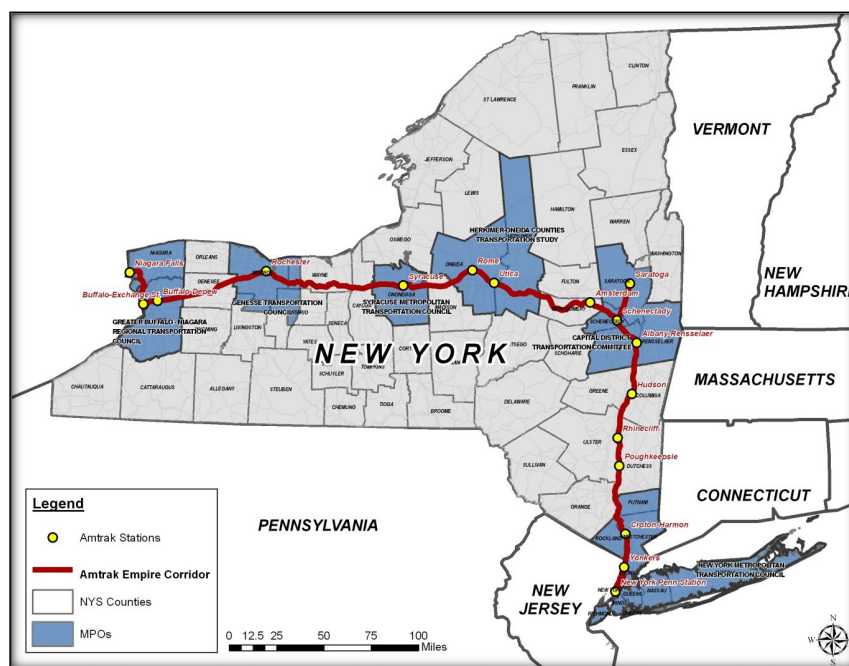 CLINTON
FRANKLIN
ST LAWRENCE
VERMONT
ESSEX
JEFFERSON
LEWIS
HAMILTON
HERKIMER-ONEIDA COUNTIES
TRANSPORTATION STUDY
WARREN
WASHINGTON
OSWEGO
ONEIDA
NIAGARA
ORLEANS
Niagara Falls
Rochester
WAYNE
Rome
Syracuse
Utica
FULTON
Saratoga
NEW
HAMPSHIRE
GENESEE
Buffalo-Depew
Buffalo-Exchange St.
ONONDAGA
SYRACUSE METROPOLITAN
TRANSPORTATION COUNCIL
Amsterdam
Schenectady
GENESSE TRANSPORTATION
COUNCIL
GREATER BUFFALO - NIAGARA
REGIONAL TRANSPORTATION
COUNCIL
LIVINGSTON
SENECA
YATES
OTSEGO
SCHOHARIE
CAPITAL DISTRICT
TRANSPORTATION COMMITTEE
Albany-Rensselaer
RENSSELAER
NEW YORK
MASSACHUSETTS
CHAUTAUQUA
CATTARAUGUS
ALLEGANY
STEUBEN
SCHUYLER
CHEMUNG
TIOGA
BROOME
DELAWARE
GREENE
Hudson
COLUMBIA
Rhinecliff
ULSTER
Poughkeepsie
DUTCHESS
SULLIVAN
ORANGE
PUTNAM
CONNECTICUT
PENNSYLVANIA
Croton-Harmon
ROCKLAND
Yonkers
NEW YORK METROPOLITAN
TRANSPORTATION COUNCIL
New York Penn Station
NEW
JERSEY
QUEENS
NASSAU
SUFFOLK
RICHMOND
Legend
Amtrak Stations
Amtrak Empire Corridor
NYS Counties
MPOs
0 12.5 25 50 75 100
Miles
N
W E
S